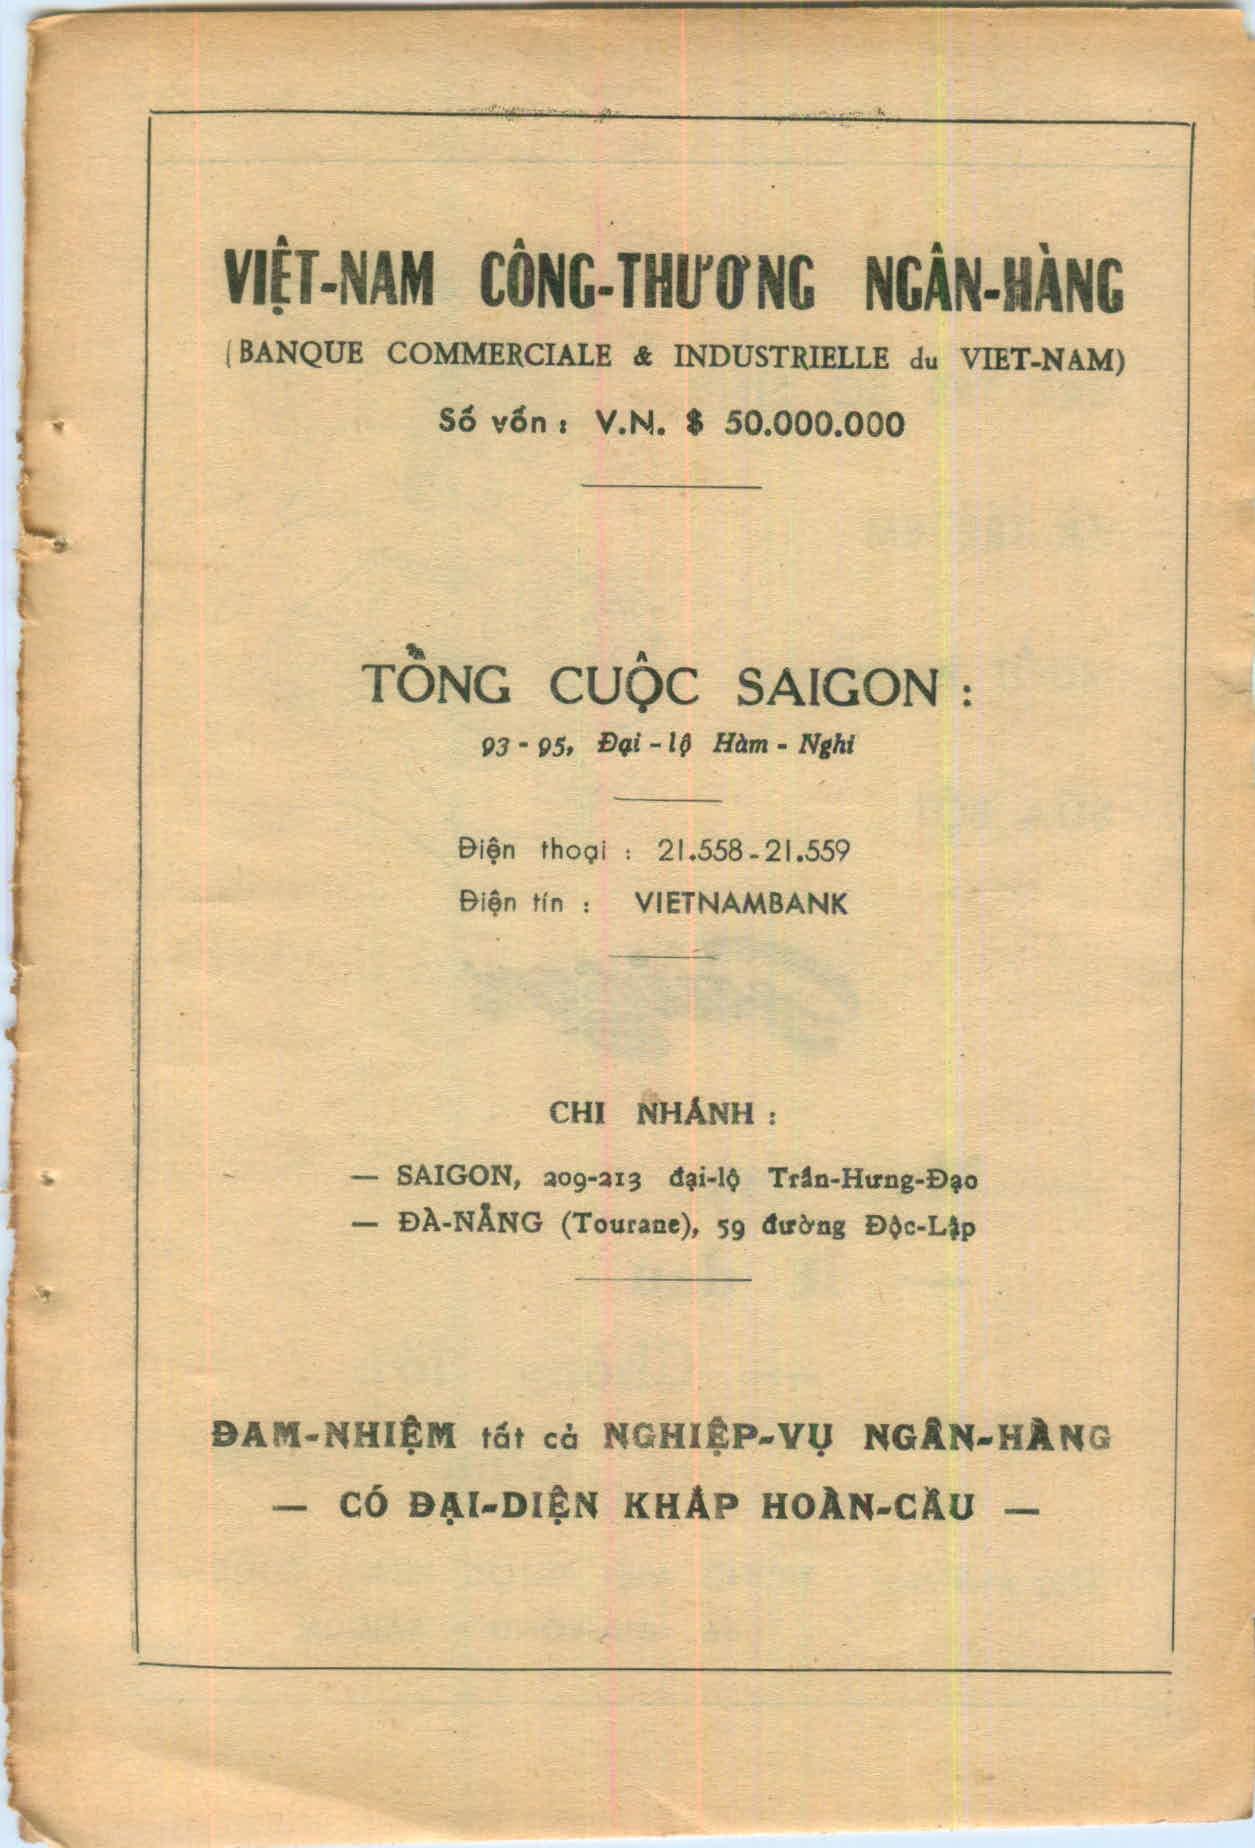 VIỆT-NAM CÔNG-THƯƠNG NGÂN-HÀNG
(BANQUE COMMERCIALE & INDUSTRIELLE du VIET-NAM)
Số vốn : V.N. $ 50.000.000
TỔNG CUỘC SAIGON :
93 - 95, Đại - lộ Hàm - Nghi
Điện thoại : 21.558-21.559
Điện tín : VIETNAMBANK
CHI NHÁNH :
— SAIGON, 209-213 đại-lộ Trần-Hưng-Đạo
— ĐÀ-NẴNG (Tourane), 59 đường Độc-Lập
ĐAM-NHIỆM tất cả NGHIỆP-VỤ NGÂN-HÀNG
— CÓ ĐẠI-DIỆN KHẮP HOÀN-CẦU —